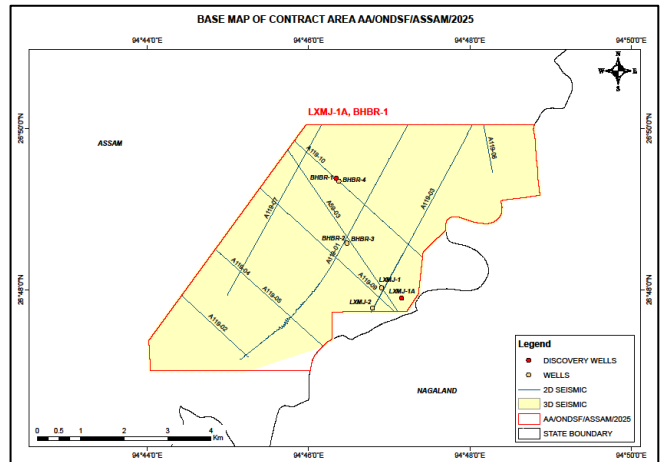 BASE MAP OF CONTRACT AREA AA/ONDSF/ASSAM/2025
94°44'0"E
94°46'0"E
94°48'0"E
94°50'0"E
N
W E
S
LXMJ-1A, BHBR-1
26°50'0"N
26°50'0"N
ASSAM
A119-06
A119-10
BHBR-1
BHBR-4
A119-03
A119-07
A59-03
BHBR-2
BHBR-3
A119-01
A119-04
A119-09
LXMJ-1
26°48'0"N
26°48'0"N
LXMJ-1A
LXMJ-2
A119-05
A119-02
Legend
DISCOVERY WELLS
WELLS
2D SEISMIC
3D SEISMIC
AA/ONDSF/ASSAM/2025
STATE BOUNDARY
NAGALAND
0 0.5 1 2 3 4
Km
94°44'0"E
94°46'0"E
94°48'0"E
94°50'0"E